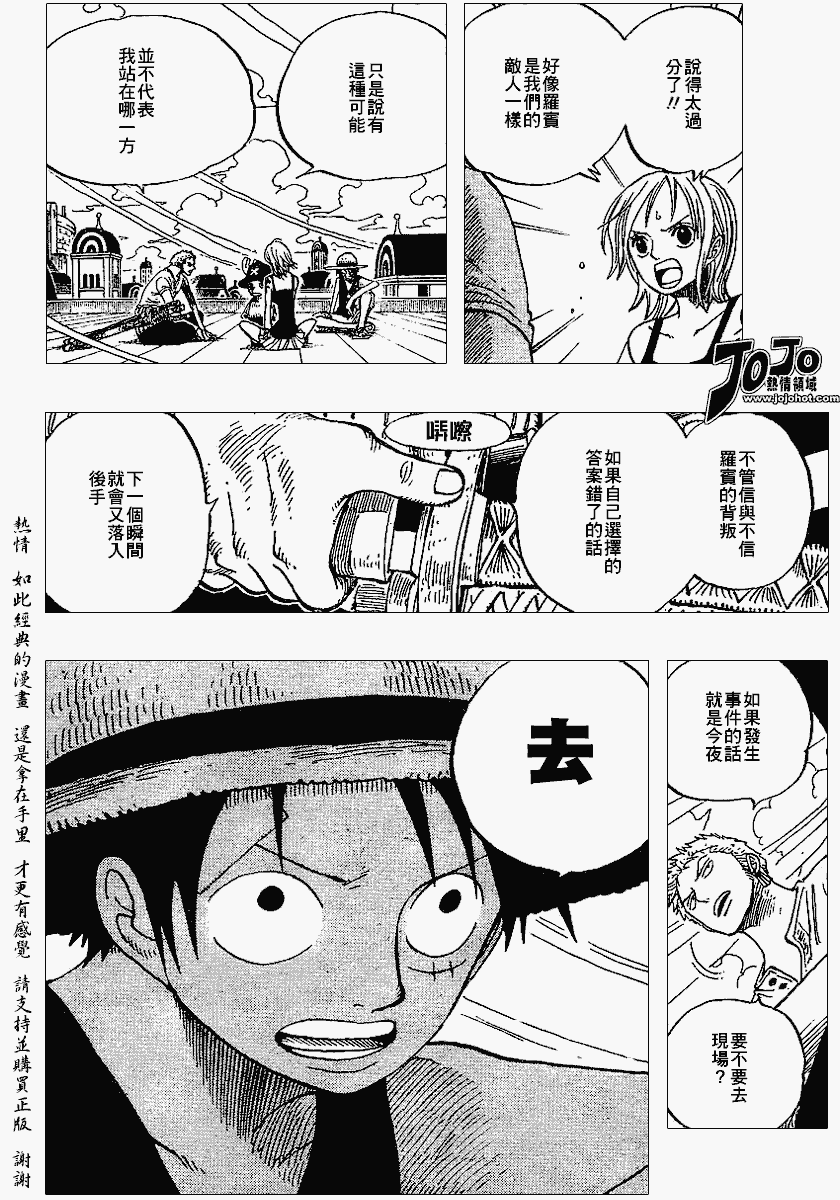 說得太過
分了!!
好像羅賓
是我們的
敵人一樣
只是說有
這種可能
並不代表
我站在哪一方
JOJO
熱情領域
www.jojohot.com
不管信與不信
羅賓的背叛
如果自己選擇的
答案錯了的話
嚓
下一個瞬間
就會又落入
後手
如果發生
事件的話
就是今夜
要不要去
現場?
去
熱情 如此經典的漫畫 還是拿在手里 才更有感覺 請支持並購買正版 謝謝